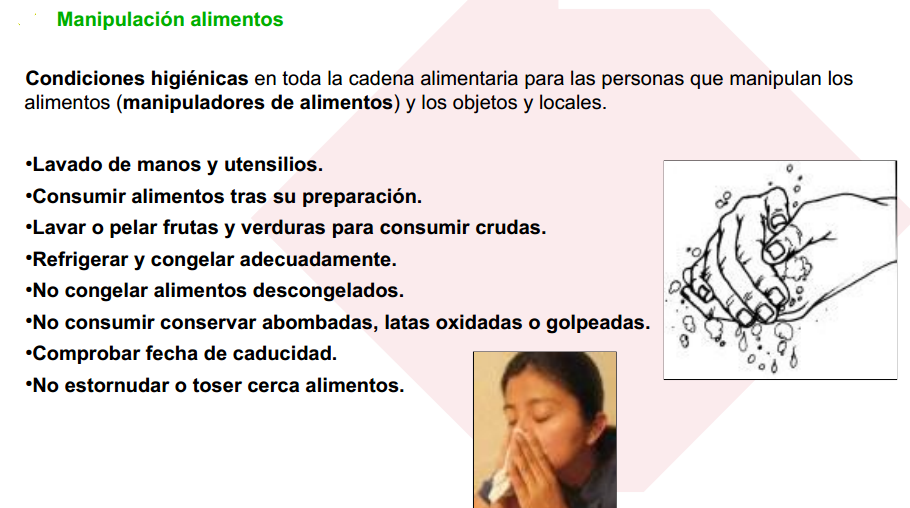 Manipulación alimentos
Condiciones higiénicas en toda la cadena alimentaria para las personas que manipulan los
alimentos (manipuladores de alimentos) y los objetos y locales.
•Lavado de manos y utensilios.
•Consumir alimentos tras su preparación.
•Lavar o pelar frutas y verduras para consumir crudas.
•Refrigerar y congelar adecuadamente.
•No congelar alimentos descongelados.
•No consumir conservar abombadas, latas oxidadas o golpeadas.
•Comprobar fecha de caducidad.
•No estornudar o toser cerca alimentos.